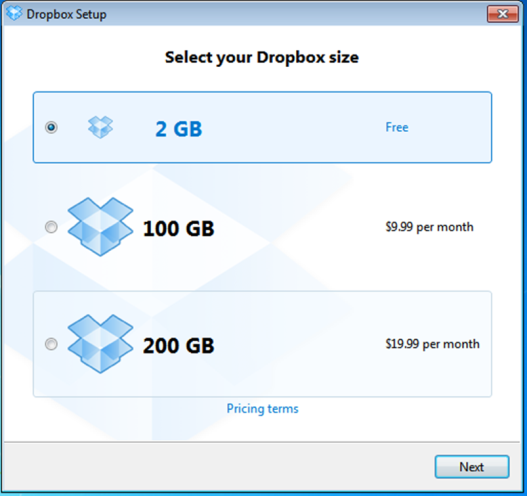 Dropbox Setup
Select your Dropbox size
2 GB Free
100 GB $9.99 per month
200 GB $19.99 per month
Pricing terms
Next